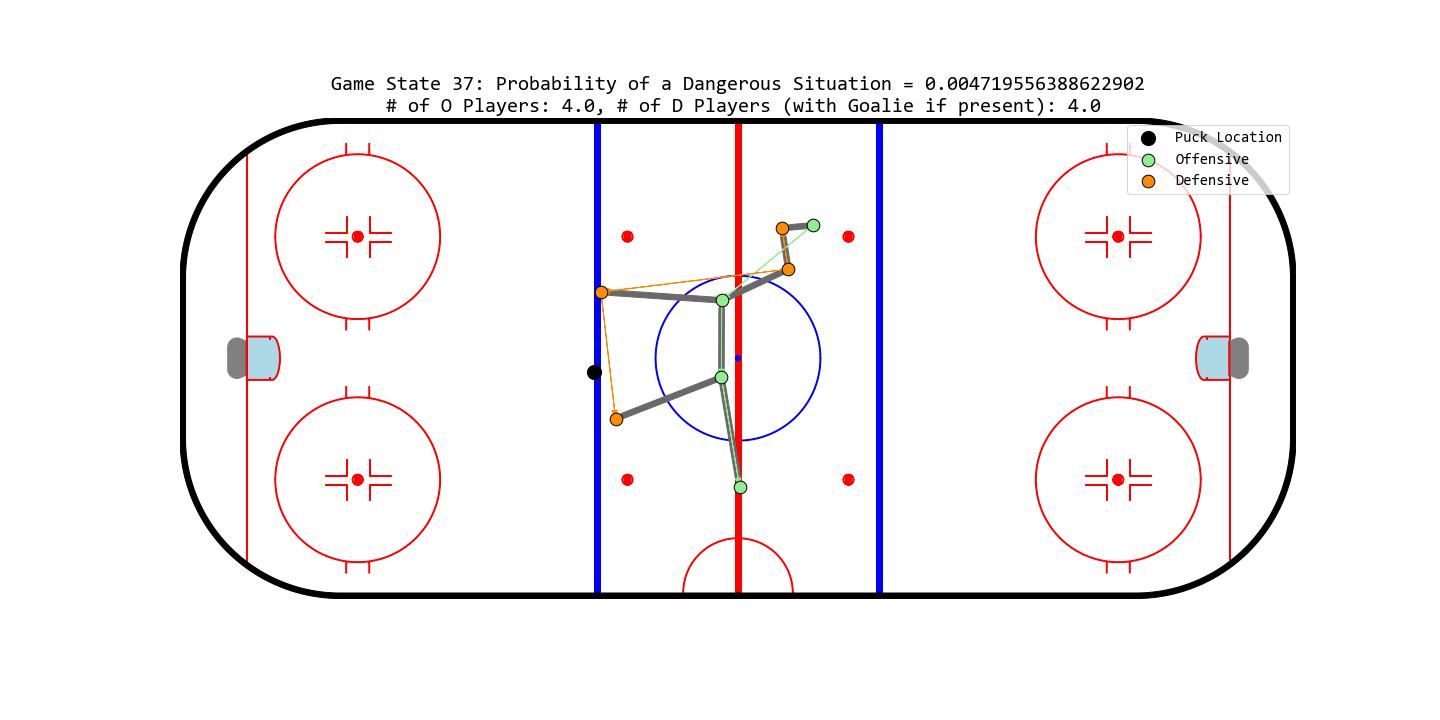 Game State 37: Probability of a Dangerous Situation = 0.004719556388622902
# of O Players: 4.0, # of D Players (with Goalie if present): 4.0
Puck Location
Offensive
Defensive